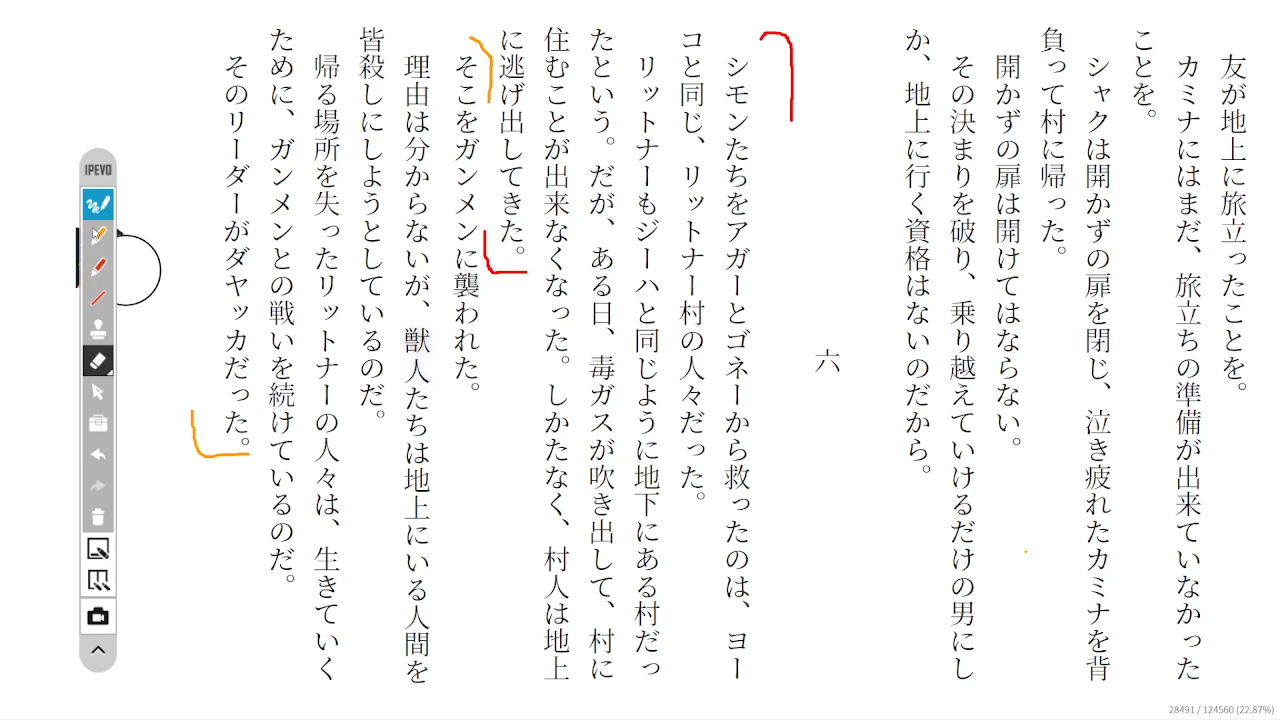 友が地上に旅立ったことを。
カミナにはまだ、旅立ちの準備が出来ていなかった
ことを。
シャクは開かずの扉を閉じ、泣き疲れたカミナを背
負って村に帰った。
開かずの扉は開けてはならない。
その決まりを破り、乗り越えていけるだけの男にし
か、地上に行く資格はないのだから。
六
シモンたちをアガーとゴネーから救ったのは、ヨー
コと同じ、リットナー村の人々だった。
リットナーもジーハと同じように地下にある村だっ
たという。だが、ある日、毒ガスが吹き出して、村に
住むことが出来なくなった。しかたなく、村人は地上
に逃げ出してきた。
そこをガンメンに襲われた。
理由は分からないが、獣人たちは地上にいる人間を
皆殺しにしようとしているのだ。
帰る場所を失ったリットナーの人々は、生きていく
ために、ガンメンとの戦いを続けているのだ。
そのリーダーがダヤッカだった。
IPEVO
28491 / 124560 (22.87%)